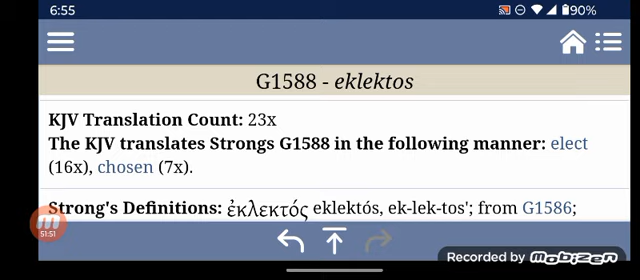 6:55
90%
G1588 - eklektos
KJV Translation Count: 23x
The KJV translates Strongs G1588 in the following manner: elect
(16x), chosen (7x).
Strong's Definitions: ἐκλεκτός eklektós, ek-lek-tos'; from G1586;
51:51
Recorded by mobizen